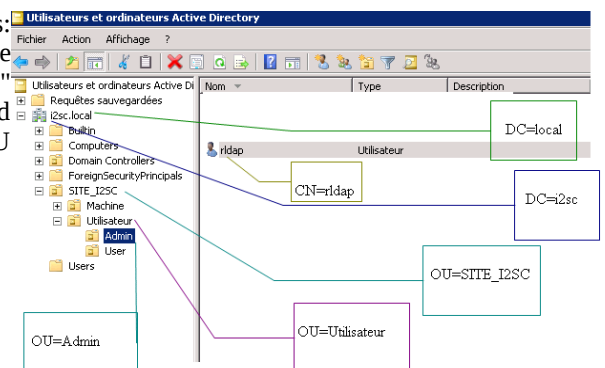 s:
e
"
d
U
Utilisateurs et ordinateurs Active Directory
Fichier Action Affichage ?
Utilisateurs et ordinateurs Active Di
Requêtes sauvegardées
i2sc.local
Builtin
Computers
Domain Controllers
ForeignSecurityPrincipals
SITE_I2SC
Machine
Utilisateur
Admin
User
Users
Nom Type Description
rldap Utilisateur
DC=local
CN=rldap
DC=i2sc
OU=SITE_I2SC
OU=Utilisateur
OU=Admin